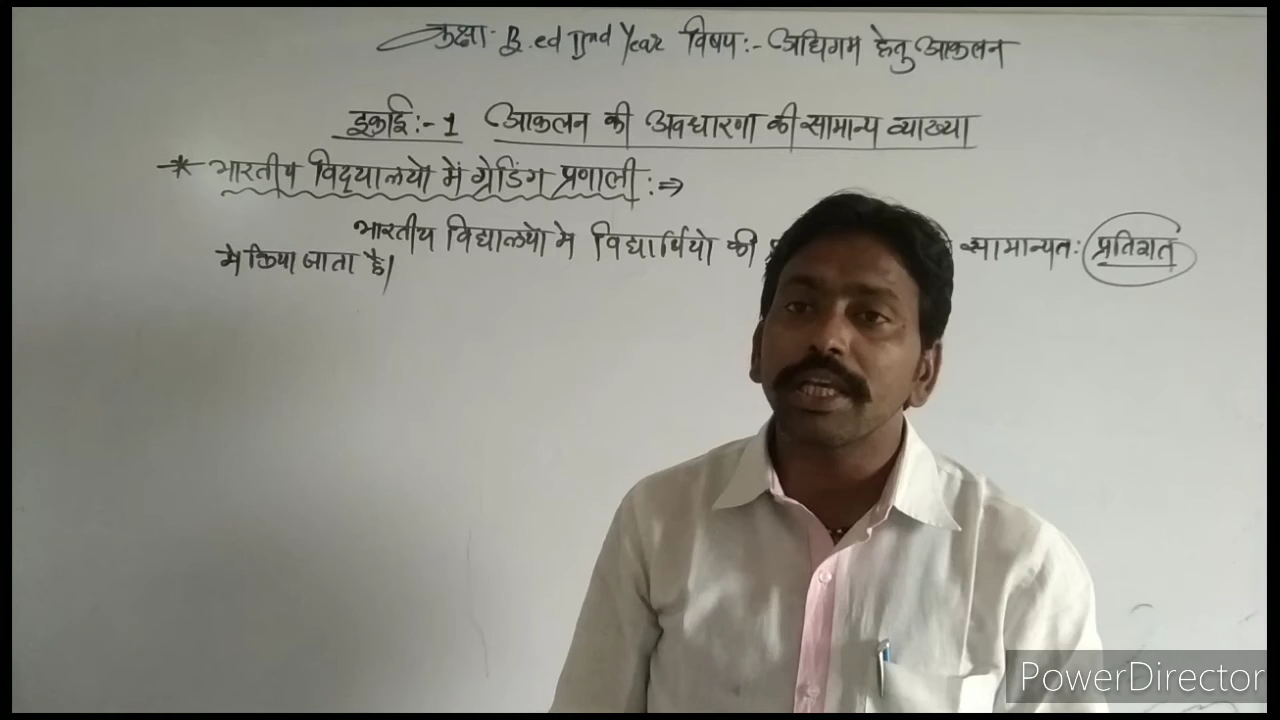 कक्षा- B.ed IInd Year विषय:- अधिगम हेतु आकलन
इकाई:- 1 आकलन की अवधारणा की सामान्य व्याख्या
* भारतीय विद्यालयो में ग्रेडिंग प्रणाली:⇒
भारतीय विद्यालयो मे विद्यार्थियो की सामान्यत: प्रतिशत
मे किया जाता है।
PowerDirector